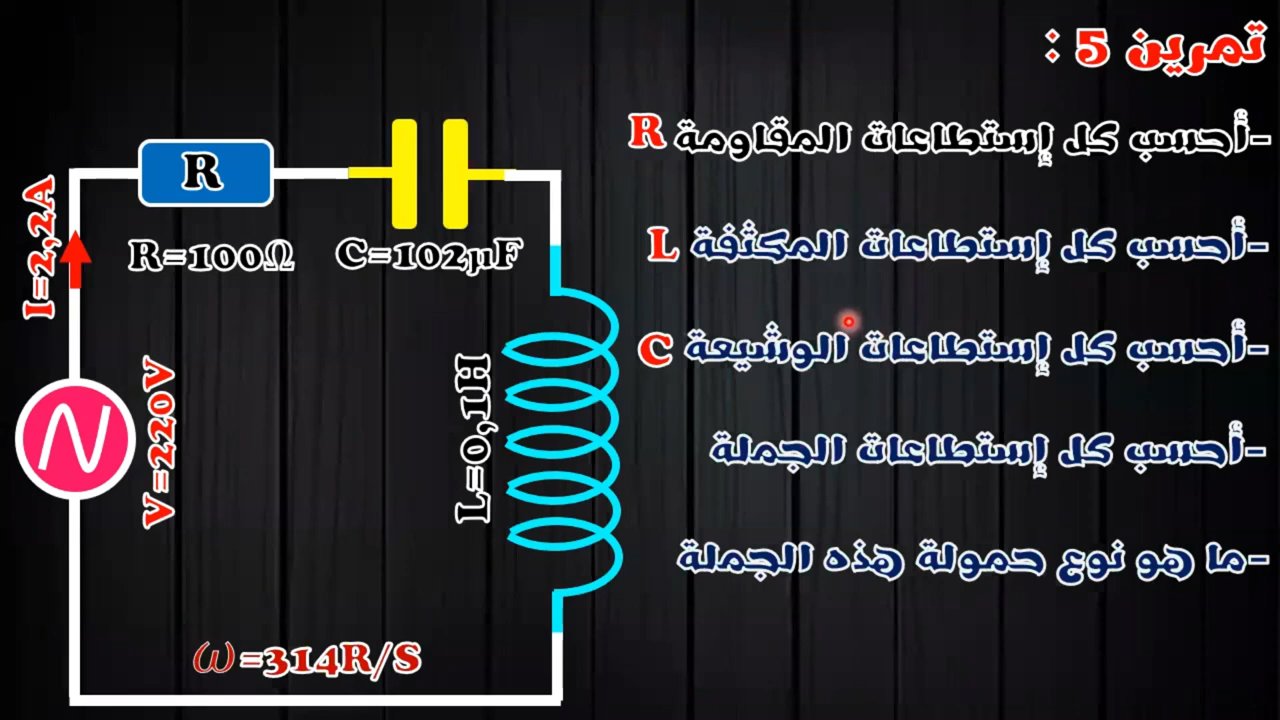 تمرين 5 :
-أحسب كل إستطاعات المقاومة R
-أحسب كل إستطاعات المكثفة L
-أحسب كل إستطاعات الوشيعة C
-أحسب كل إستطاعات الجملة
-ما هو نوع حمولة هذه الجملة
R
R=100Ω
C=102µF
I=2,2A
V=220V
L=0,1H
ω=314R/S